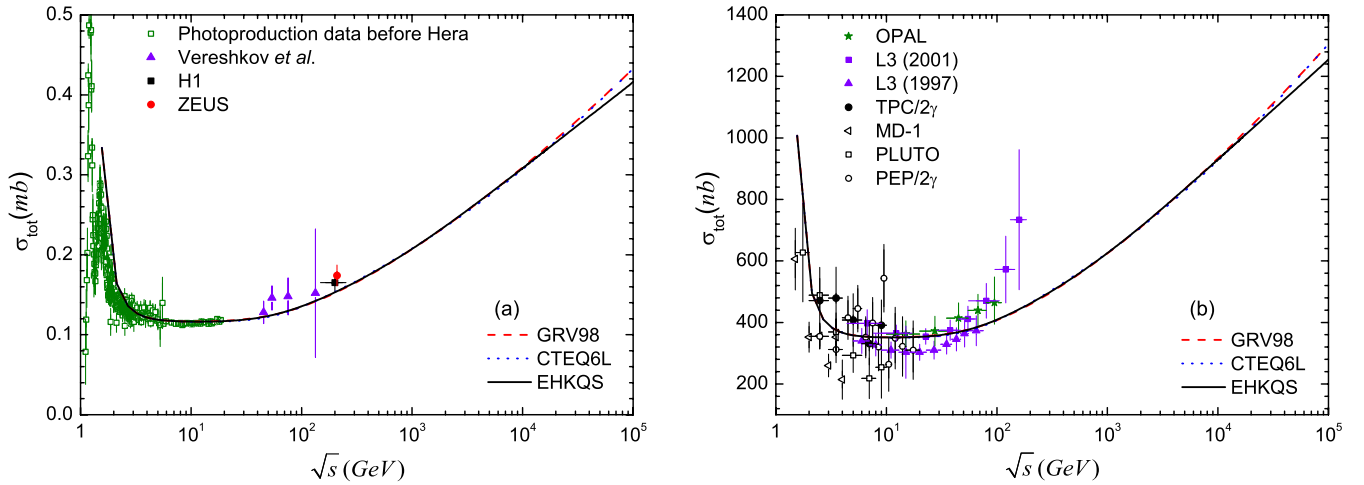 0.5
0.4
0.3
0.2
0.1
0.0
σtot(mb)
Photoproduction data before Hera
Vereshkov et al.
H1
ZEUS
(a)
GRV98
CTEQ6L
EHKQS
1 10¹ 10² 10³ 10⁴ 10⁵
√s (GeV)
1400
1200
1000
800
600
400
200
σtot(nb)
OPAL
L3 (2001)
L3 (1997)
TPC/2γ
MD-1
PLUTO
PEP/2γ
(b)
GRV98
CTEQ6L
EHKQS
1 10¹ 10² 10³ 10⁴ 10⁵
√s (GeV)